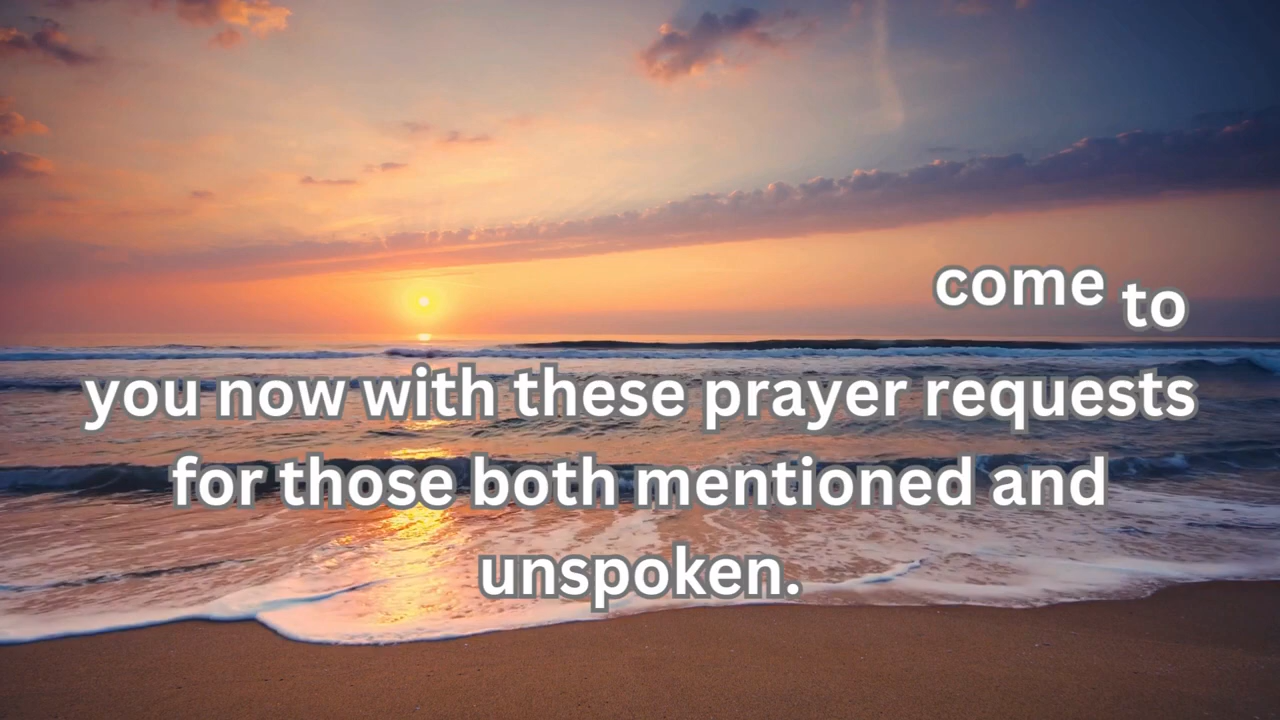 come to
you now with these prayer requests
for those both mentioned and
unspoken.